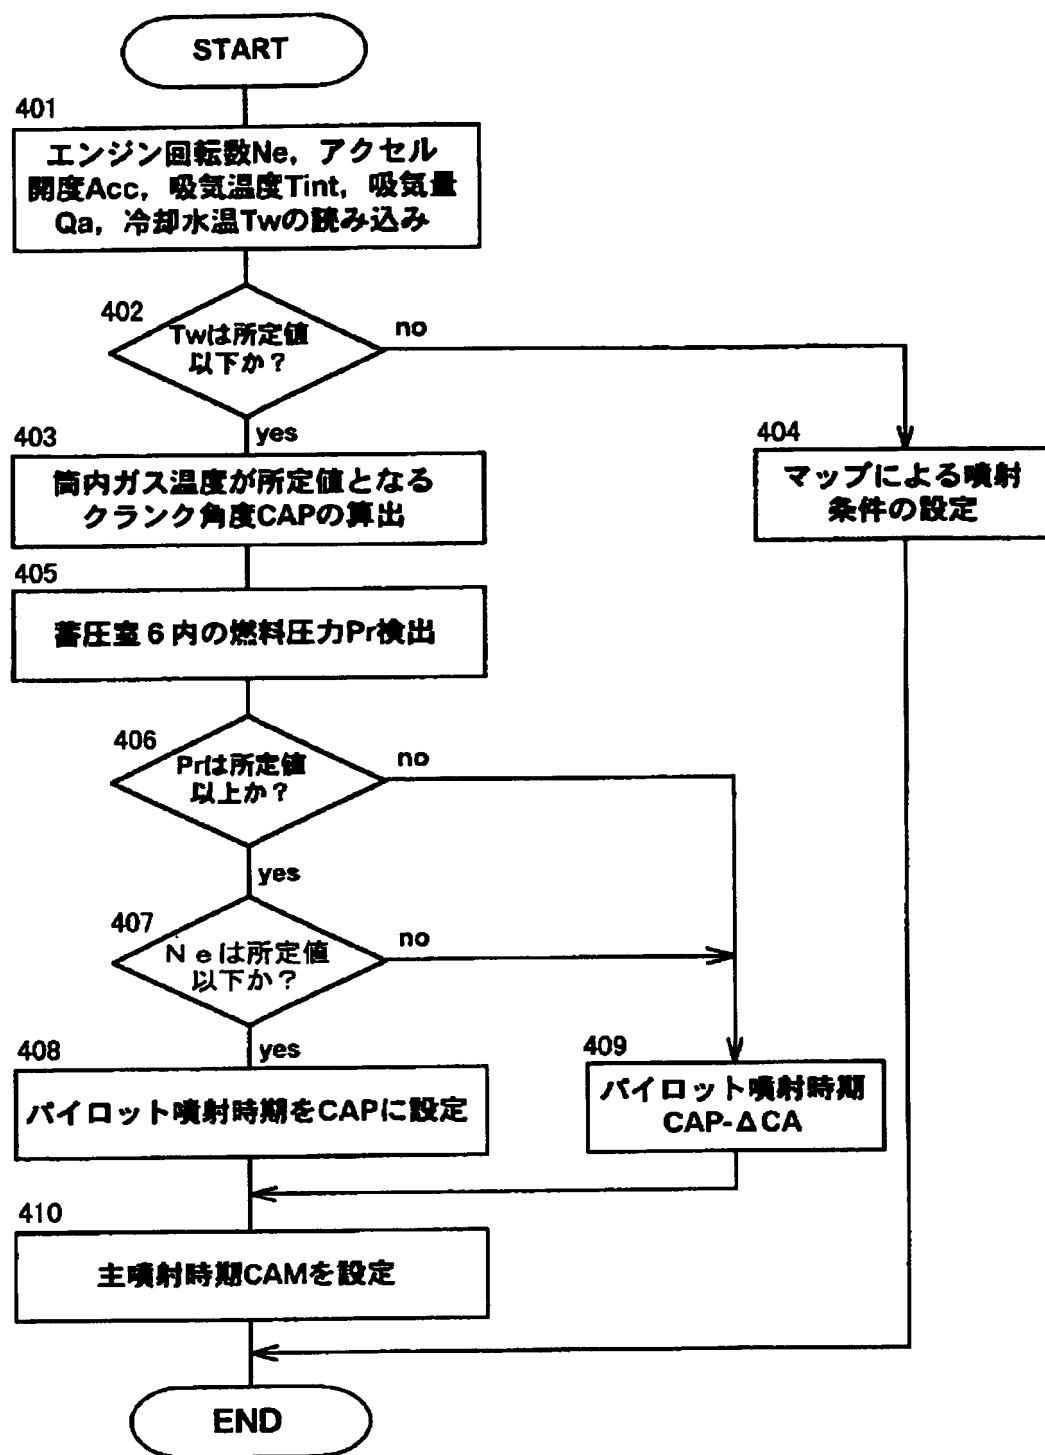 START
401
エンジン回転数Ne，アクセル
開度Acc，吸気温度Tint，吸気量
Qa，冷却水温Twの読み込み
402
Twは所定値
以下か？
no
yes
403
筒内ガス温度が所定値となる
クランク角度CAPの算出
404
マップによる噴射
条件の設定
405
蓄圧室６内の燃料圧力Pr検出
406
Prは所定値
以上か？
no
yes
407
Ｎｅは所定値
以下か？
no
yes
408
パイロット噴射時期をCAPに設定
409
パイロット噴射時期
CAP-ΔCA
410
主噴射時期CAMを設定
END